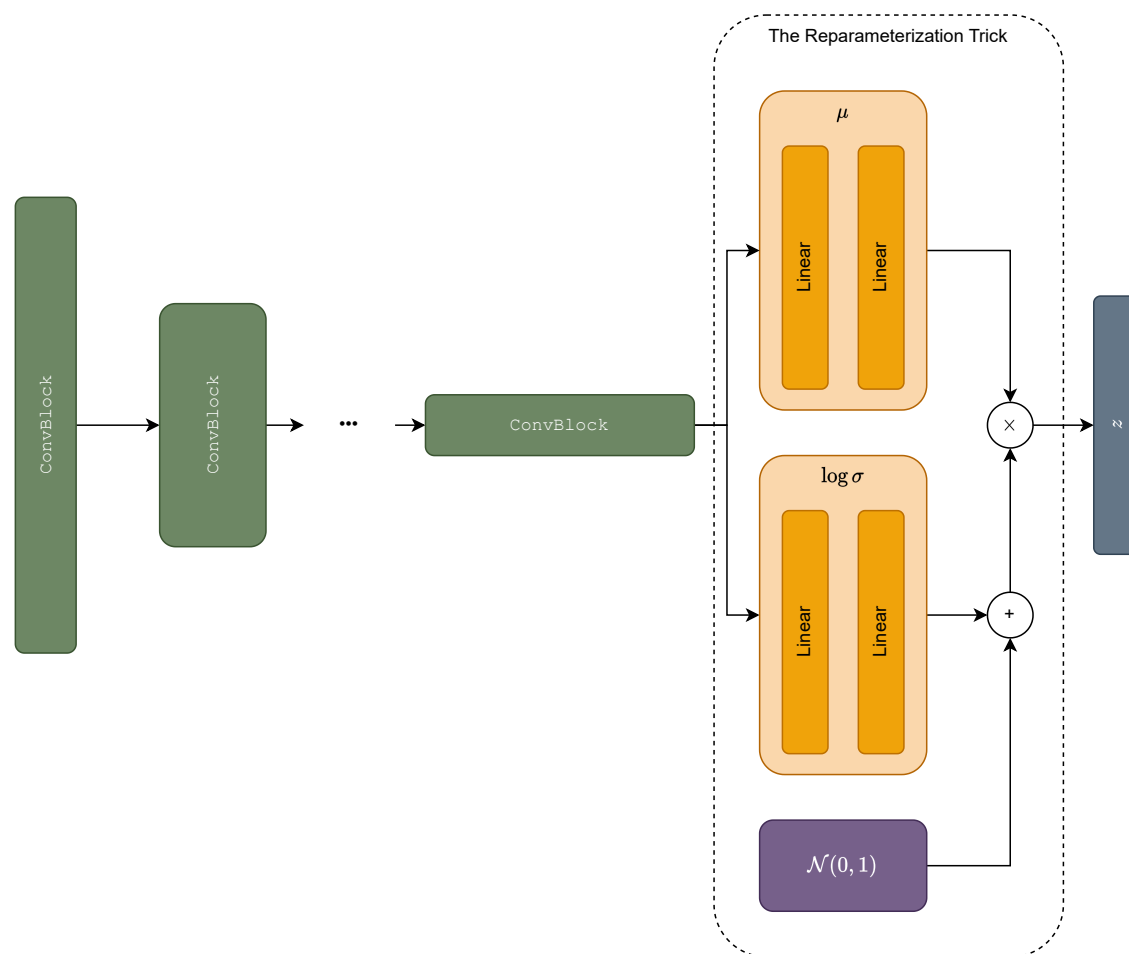 The Reparameterization Trick
μ
Linear
Linear
ConvBlock
ConvBlock
...
ConvBlock
×
z
log σ
Linear
Linear
+
𝒩(0, 1)